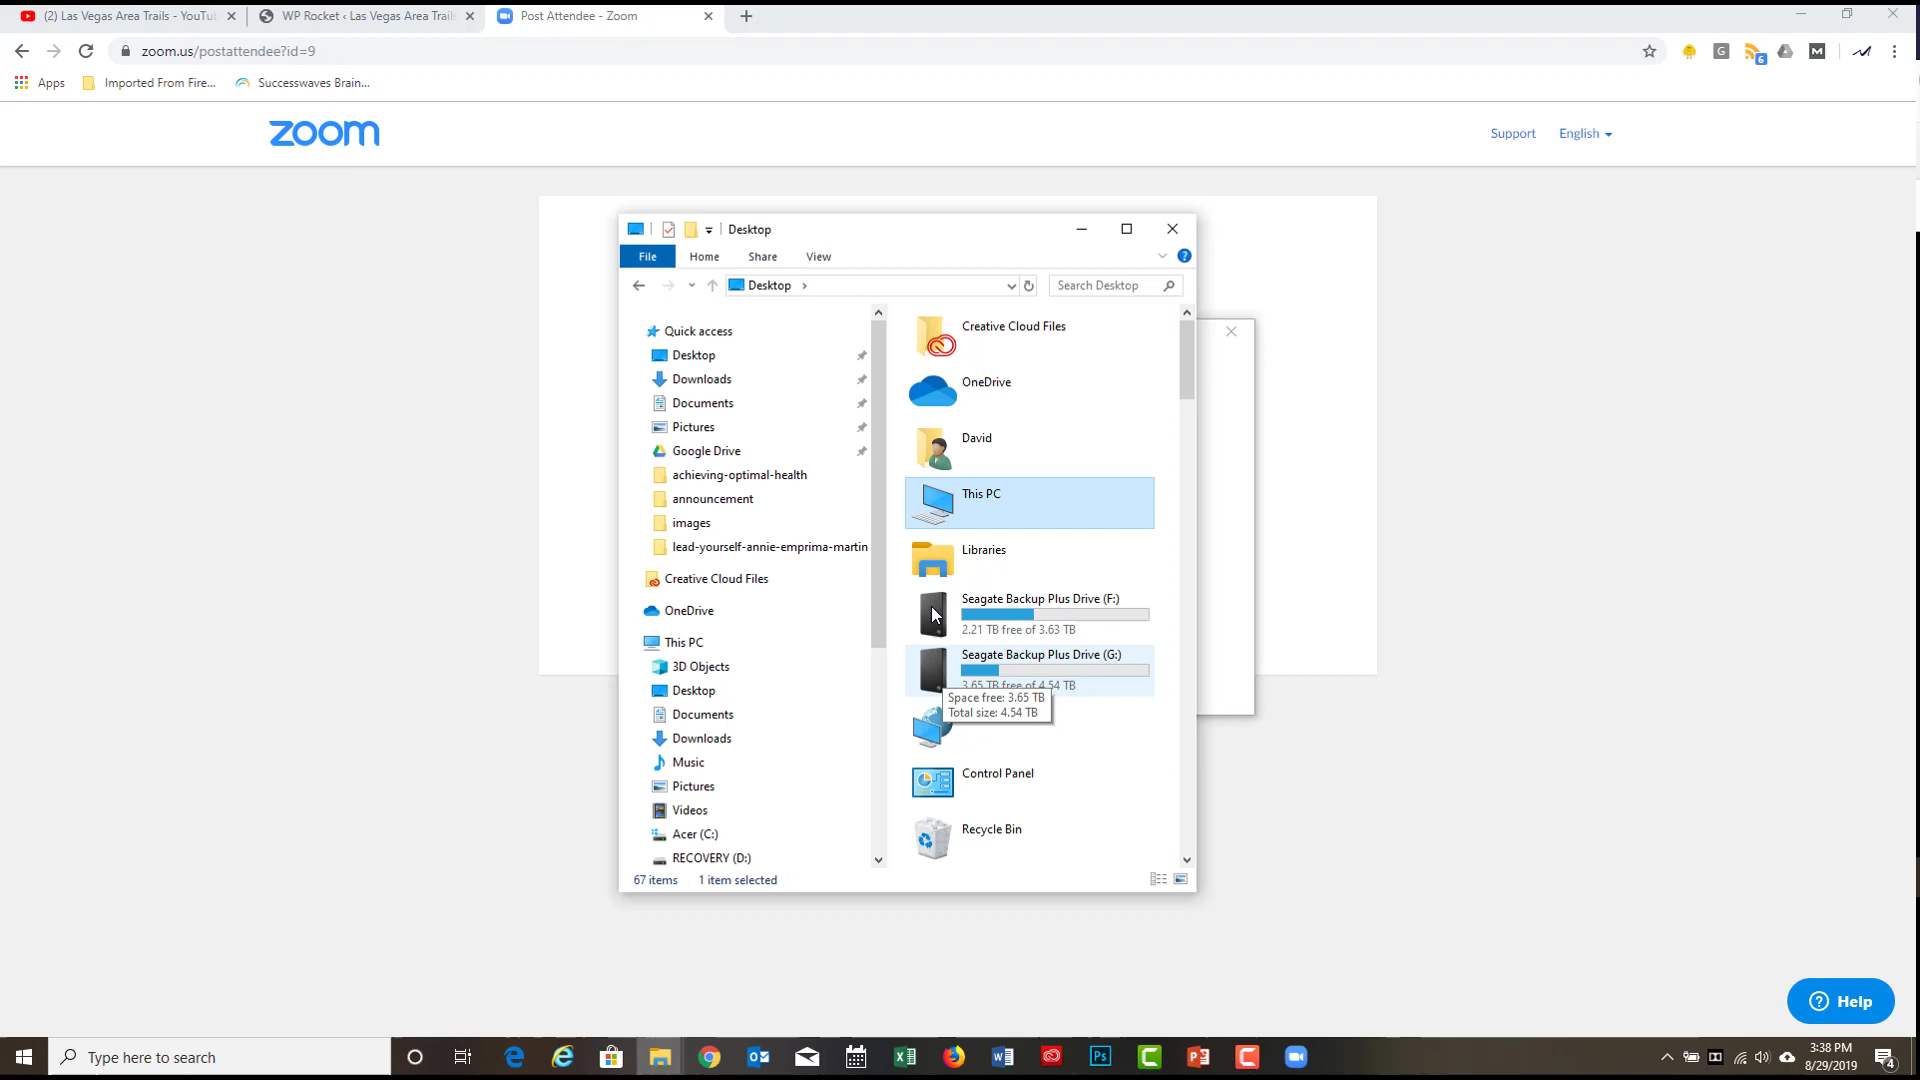 (2) Las Vegas Area Trails - YouTu
WP Rocket ‹ Las Vegas Area Trails
Post Attendee - Zoom
zoom.us/postattendee?id=9
6
Apps
Imported From Fire...
Successwaves Brain...
zoom
Support
English
Desktop
File
Home
Share
View
Desktop
Search Desktop
Quick access
Desktop
Downloads
Documents
Pictures
Google Drive
achieving-optimal-health
announcement
images
lead-yourself-annie-emprima-martin
Creative Cloud Files
OneDrive
This PC
3D Objects
Desktop
Documents
Downloads
Music
Pictures
Videos
Acer (C:)
RECOVERY (D:)
Creative Cloud Files
OneDrive
David
This PC
Libraries
Seagate Backup Plus Drive (F:)
2.21 TB free of 3.63 TB
Seagate Backup Plus Drive (G:)
3.65 TB free of 4.54 TB
Space free: 3.65 TB
Total size: 4.54 TB
Control Panel
Recycle Bin
67 items
1 item selected
Help
Type here to search
3:38 PM
8/29/2019
4